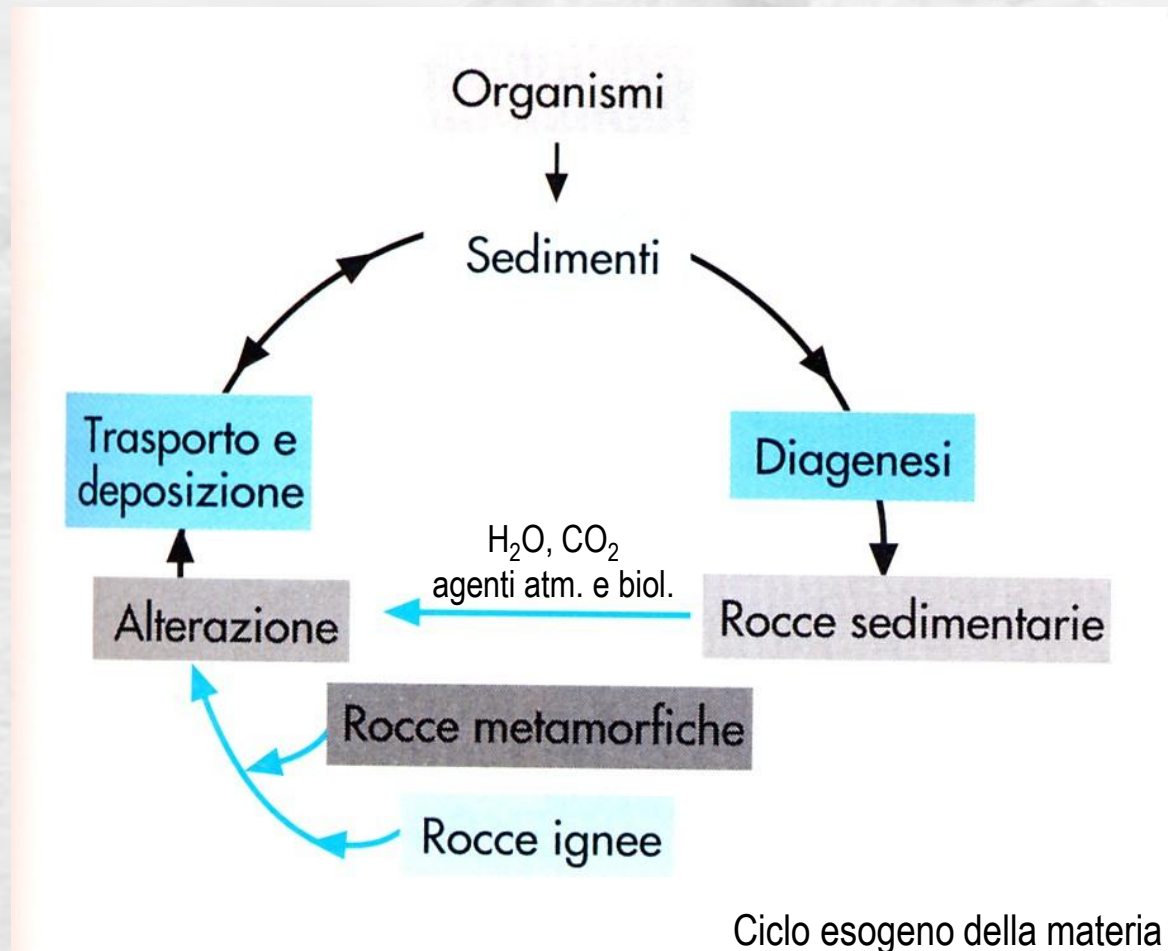 Organismi
Sedimenti
Trasporto e
deposizione
Diagenesi
H₂O, CO₂
agenti atm. e biol.
Alterazione
Rocce sedimentarie
Rocce metamorfiche
Rocce ignee
Ciclo esogeno della materia